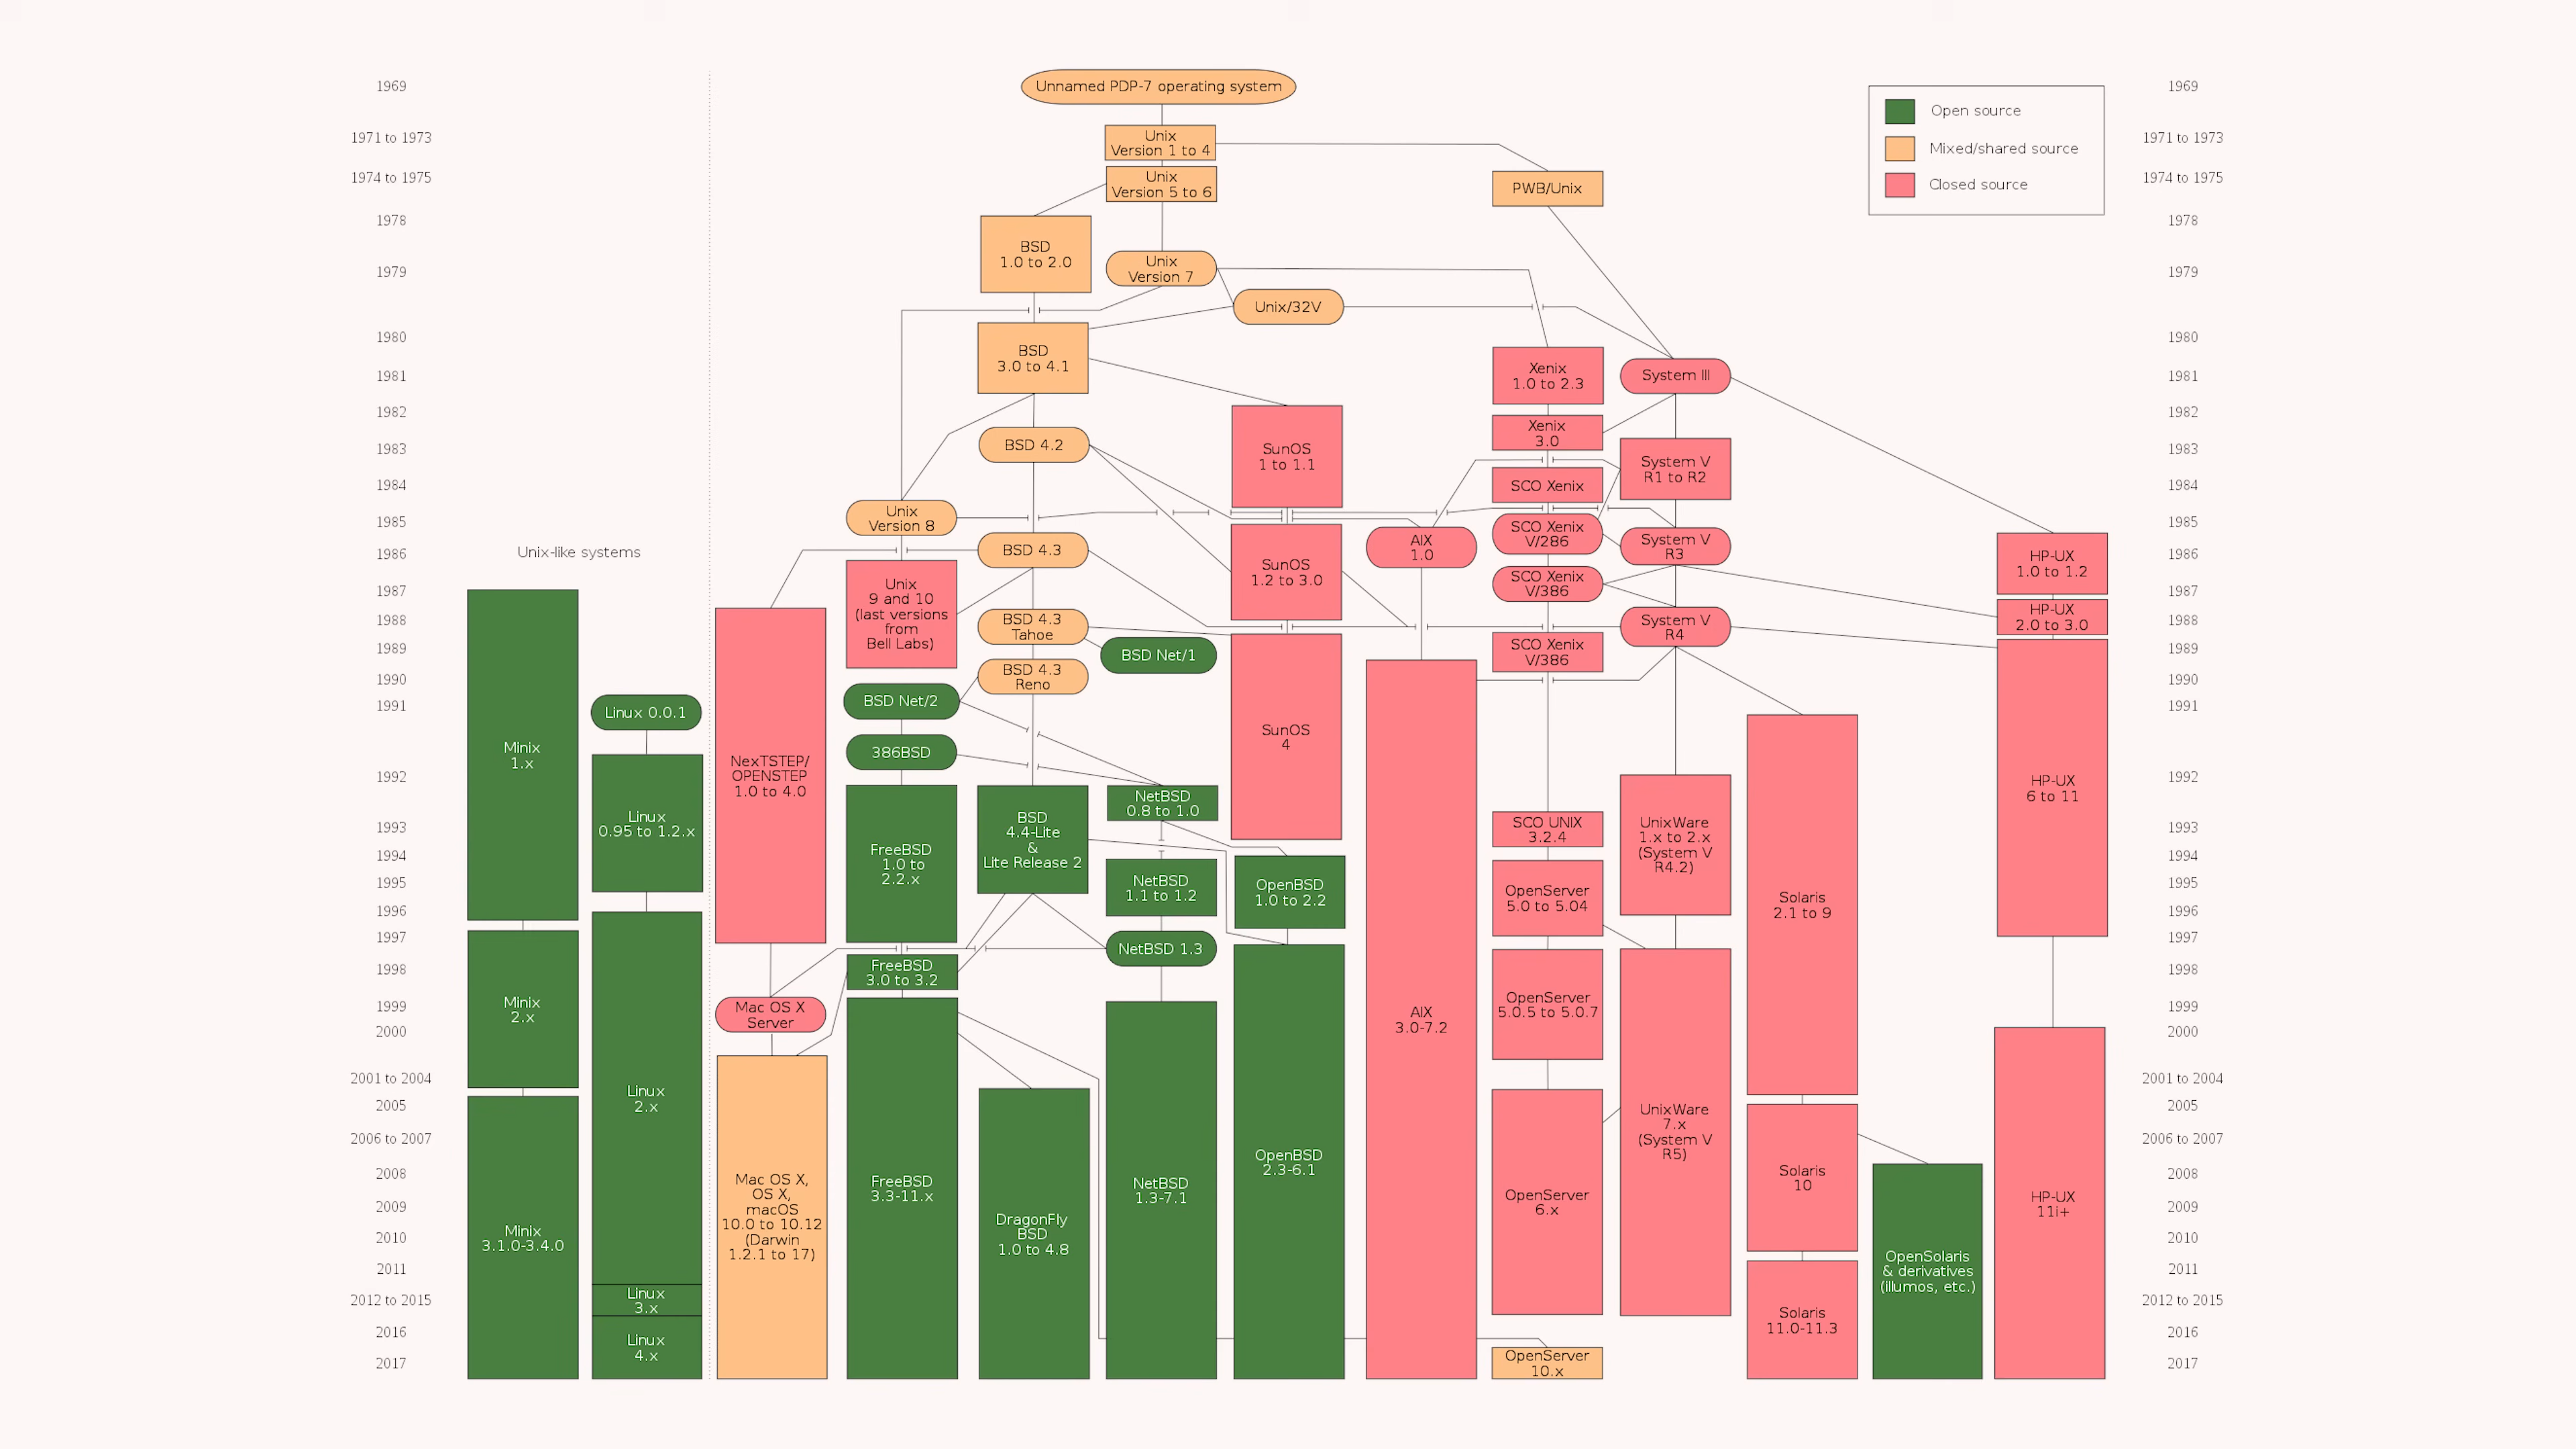 1969
1971 to 1973
1974 to 1975
1978
1979
1980
1981
1982
1983
1984
1985
1986
1987
1988
1989
1990
1991
1992
1993
1994
1995
1996
1997
1998
1999
2000
2001 to 2004
2005
2006 to 2007
2008
2009
2010
2011
2012 to 2015
2016
2017
Unix-like systems
Minix
1.x
Minix
2.x
Minix
3.1.0-3.4.0
Linux 0.0.1
Linux
0.95 to 1.2.x
Linux
2.x
Linux
3.x
Linux
4.x
Unnamed PDP-7 operating system
Unix
Version 1 to 4
Unix
Version 5 to 6
PWB/Unix
BSD
1.0 to 2.0
Unix
Version 7
Unix/32V
BSD
3.0 to 4.1
Xenix
1.0 to 2.3
System III
Xenix
3.0
BSD 4.2
SunOS
1 to 1.1
System V
R1 to R2
SCO Xenix
Unix
Version 8
SCO Xenix
V/286
AIX
1.0
System V
R3
BSD 4.3
SunOS
1.2 to 3.0
HP-UX
1.0 to 1.2
SCO Xenix
V/386
Unix
9 and 10
(last versions
from
Bell Labs)
HP-UX
2.0 to 3.0
BSD 4.3
Tahoe
System V
R4
BSD Net/1
SCO Xenix
V/386
BSD 4.3
Reno
BSD Net/2
386BSD
NexTSTEP/
OPENSTEP
1.0 to 4.0
SunOS
4
HP-UX
6 to 11
NetBSD
0.8 to 1.0
BSD
4.4-Lite
&
Lite Release 2
FreeBSD
1.0 to
2.2.x
SCO UNIX
3.2.4
UnixWare
1.x to 2.x
(System V
R4.2)
NetBSD
1.1 to 1.2
OpenBSD
1.0 to 2.2
OpenServer
5.0 to 5.04
Solaris
2.1 to 9
NetBSD 1.3
FreeBSD
3.0 to 3.2
Mac OS X
Server
OpenServer
5.0.5 to 5.0.7
AIX
3.0-7.2
UnixWare
7.x
(System V
R5)
Mac OS X,
OS X,
macOS
10.0 to 10.12
(Darwin
1.2.1 to 17)
FreeBSD
3.3-11.x
DragonFly
BSD
1.0 to 4.8
NetBSD
1.3-7.1
OpenBSD
2.3-6.1
OpenServer
6.x
Solaris
10
HP-UX
11i+
OpenSolaris
& derivatives
(illumos, etc.)
Solaris
11.0-11.3
OpenServer
10.x
Open source
Mixed/shared source
Closed source
1969
1971 to 1973
1974 to 1975
1978
1979
1980
1981
1982
1983
1984
1985
1986
1987
1988
1989
1990
1991
1992
1993
1994
1995
1996
1997
1998
1999
2000
2001 to 2004
2005
2006 to 2007
2008
2009
2010
2011
2012 to 2015
2016
2017